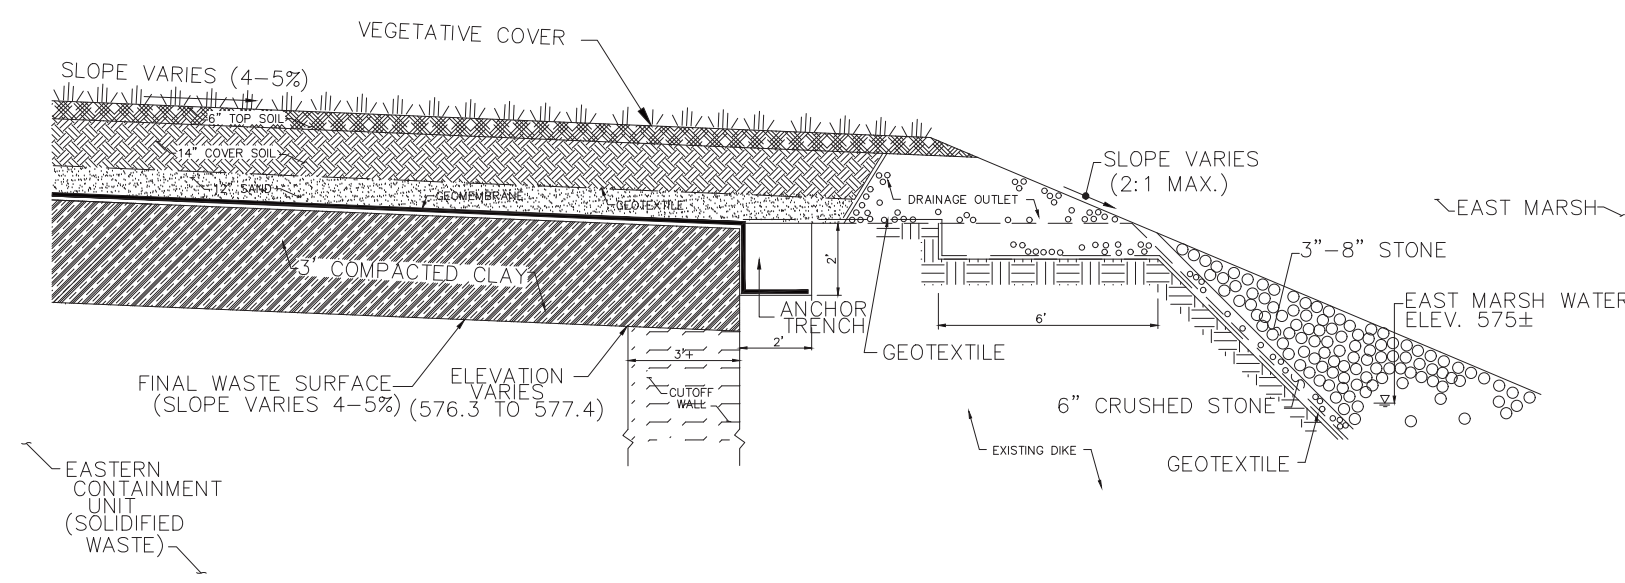 VEGETATIVE COVER
SLOPE VARIES (4-5%)
6" TOP SOIL
14" COVER SOIL
12" SAND
GEOMEMBRANE
GEOTEXTILE
DRAINAGE OUTLET
SLOPE VARIES
(2:1 MAX.)
EAST MARSH
3"-8" STONE
3' COMPACTED CLAY
2'
ANCHOR
TRENCH
6'
EAST MARSH WATER
ELEV. 575±
2'
GEOTEXTILE
3'+
FINAL WASTE SURFACE
(SLOPE VARIES 4-5%)
ELEVATION
VARIES
(576.3 TO 577.4)
CUTOFF
WALL
6" CRUSHED STONE
EXISTING DIKE
GEOTEXTILE
EASTERN
CONTAINMENT
UNIT
(SOLIDIFIED
WASTE)